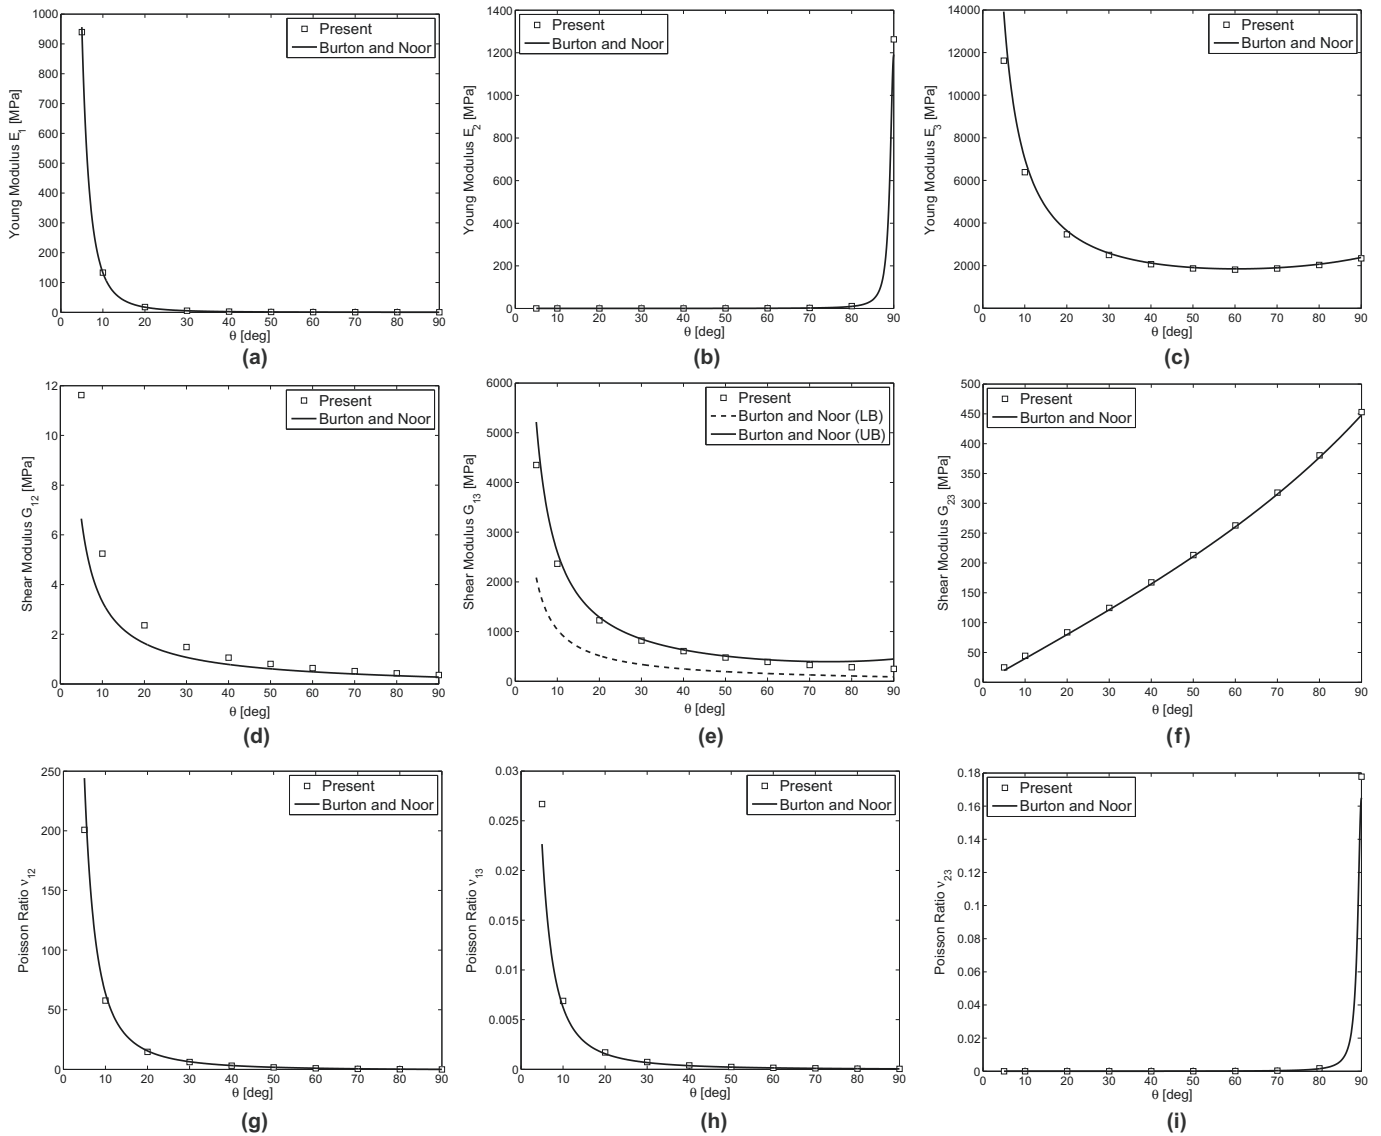 1000
900
800
700
600
500
400
300
200
100
0
Young Modulus E1 [MPa]
Present
Burton and Noor
0 10 20 30 40 50 60 70 80 90
θ [deg]
(a)
1400
1200
1000
800
600
400
200
0
Young Modulus E2 [MPa]
Present
Burton and Noor
0 10 20 30 40 50 60 70 80 90
θ [deg]
(b)
14000
12000
10000
8000
6000
4000
2000
0
Young Modulus E3 [MPa]
Present
Burton and Noor
0 10 20 30 40 50 60 70 80 90
θ [deg]
(c)
12
10
8
6
4
2
0
Shear Modulus G12 [MPa]
Present
Burton and Noor
0 10 20 30 40 50 60 70 80 90
θ [deg]
(d)
6000
5000
4000
3000
2000
1000
0
Shear Modulus G13 [MPa]
Present
Burton and Noor (LB)
Burton and Noor (UB)
0 10 20 30 40 50 60 70 80 90
θ [deg]
(e)
500
450
400
350
300
250
200
150
100
50
0
Shear Modulus G23 [MPa]
Present
Burton and Noor
0 10 20 30 40 50 60 70 80 90
θ [deg]
(f)
250
200
150
100
50
0
Poisson Ratio ν12
Present
Burton and Noor
0 10 20 30 40 50 60 70 80 90
θ [deg]
(g)
0.03
0.025
0.02
0.015
0.01
0.005
0
Poisson Ratio ν13
Present
Burton and Noor
0 10 20 30 40 50 60 70 80 90
θ [deg]
(h)
0.18
0.16
0.14
0.12
0.1
0.08
0.06
0.04
0.02
0
Poisson Ratio ν23
Present
Burton and Noor
0 10 20 30 40 50 60 70 80 90
θ [deg]
(i)